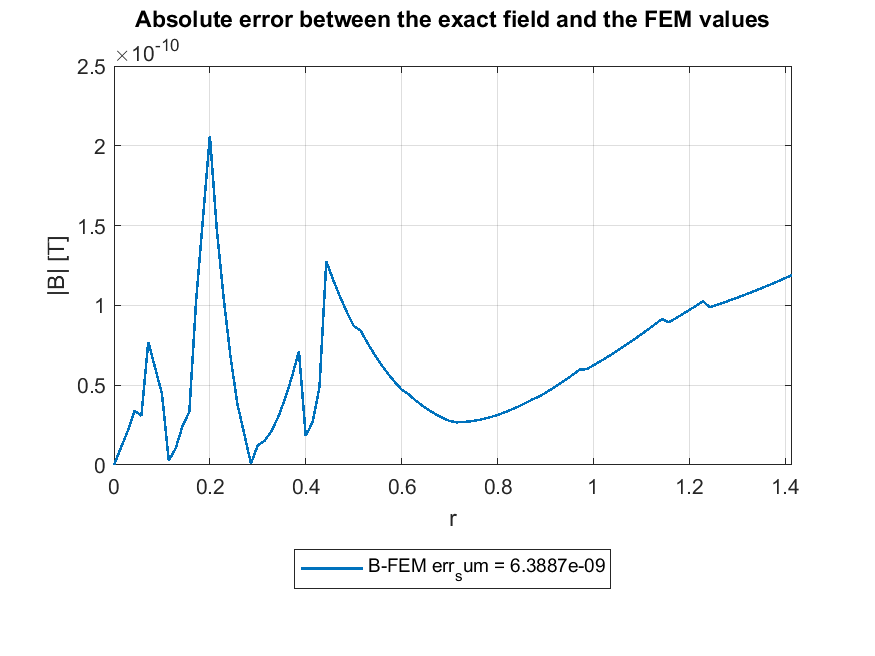 Absolute error between the exact field and the FEM values
×10-10
2.5
2
1.5
1
0.5
0
|B| [T]
0 0.2 0.4 0.6 0.8 1 1.2 1.4
r
B-FEM errsum = 6.3887e-09